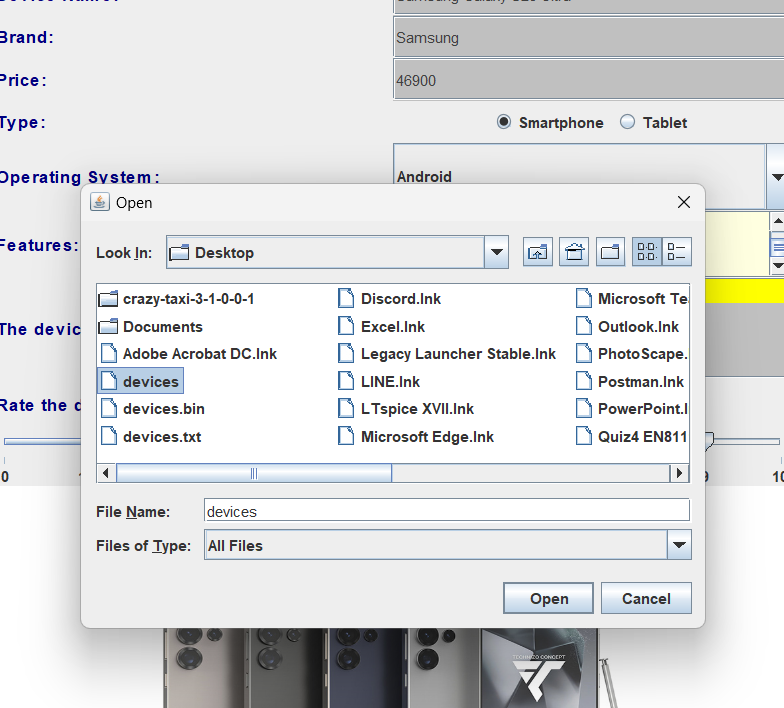 Brand:
Samsung
Price:
46900
Type:
Smartphone
Tablet
Operating System:
Android
Open
Features:
Look In:
Desktop
crazy-taxi-3-1-0-0-1
Discord.lnk
Microsoft Te
Documents
Excel.lnk
Outlook.lnk
The devic
Adobe Acrobat DC.lnk
Legacy Launcher Stable.lnk
PhotoScape.
devices
LINE.lnk
Postman.lnk
Rate the d
devices.bin
LTspice XVII.lnk
PowerPoint.l
devices.txt
Microsoft Edge.lnk
Quiz4 EN811
0
9
10
File Name:
devices
Files of Type:
All Files
Open
Cancel
TECHNIZO CONCEPT